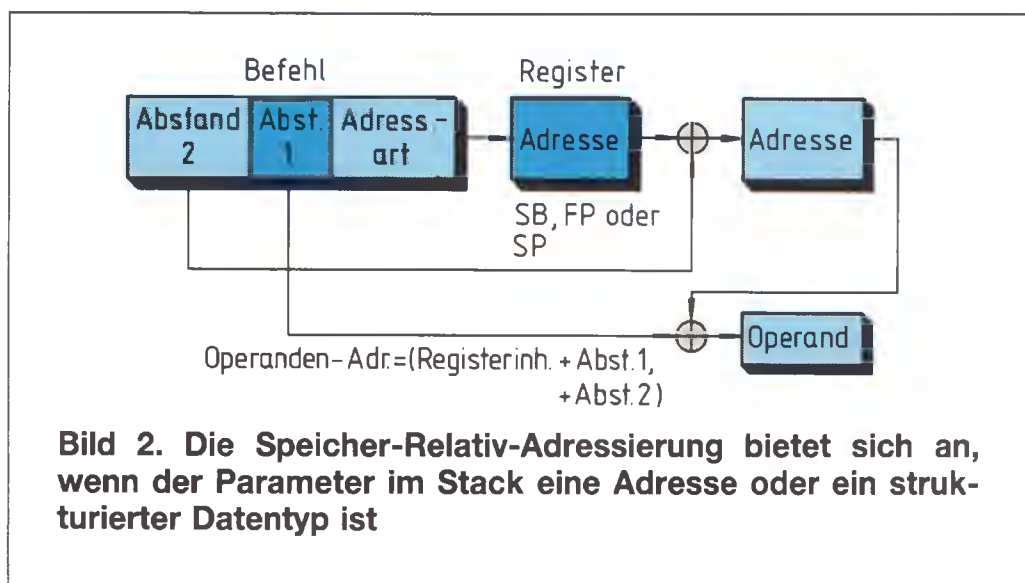 Befehl
Register
Abstand 2
Abst. 1
Adress-art
Adresse
Adresse
SB, FP oder
SP
Operand
Operanden-Adr.=(Registerinh. + Abst.1,
+Abst.2)
Bild 2. Die Speicher-Relativ-Adressierung bietet sich an,
wenn der Parameter im Stack eine Adresse oder ein struk-
turierter Datentyp ist